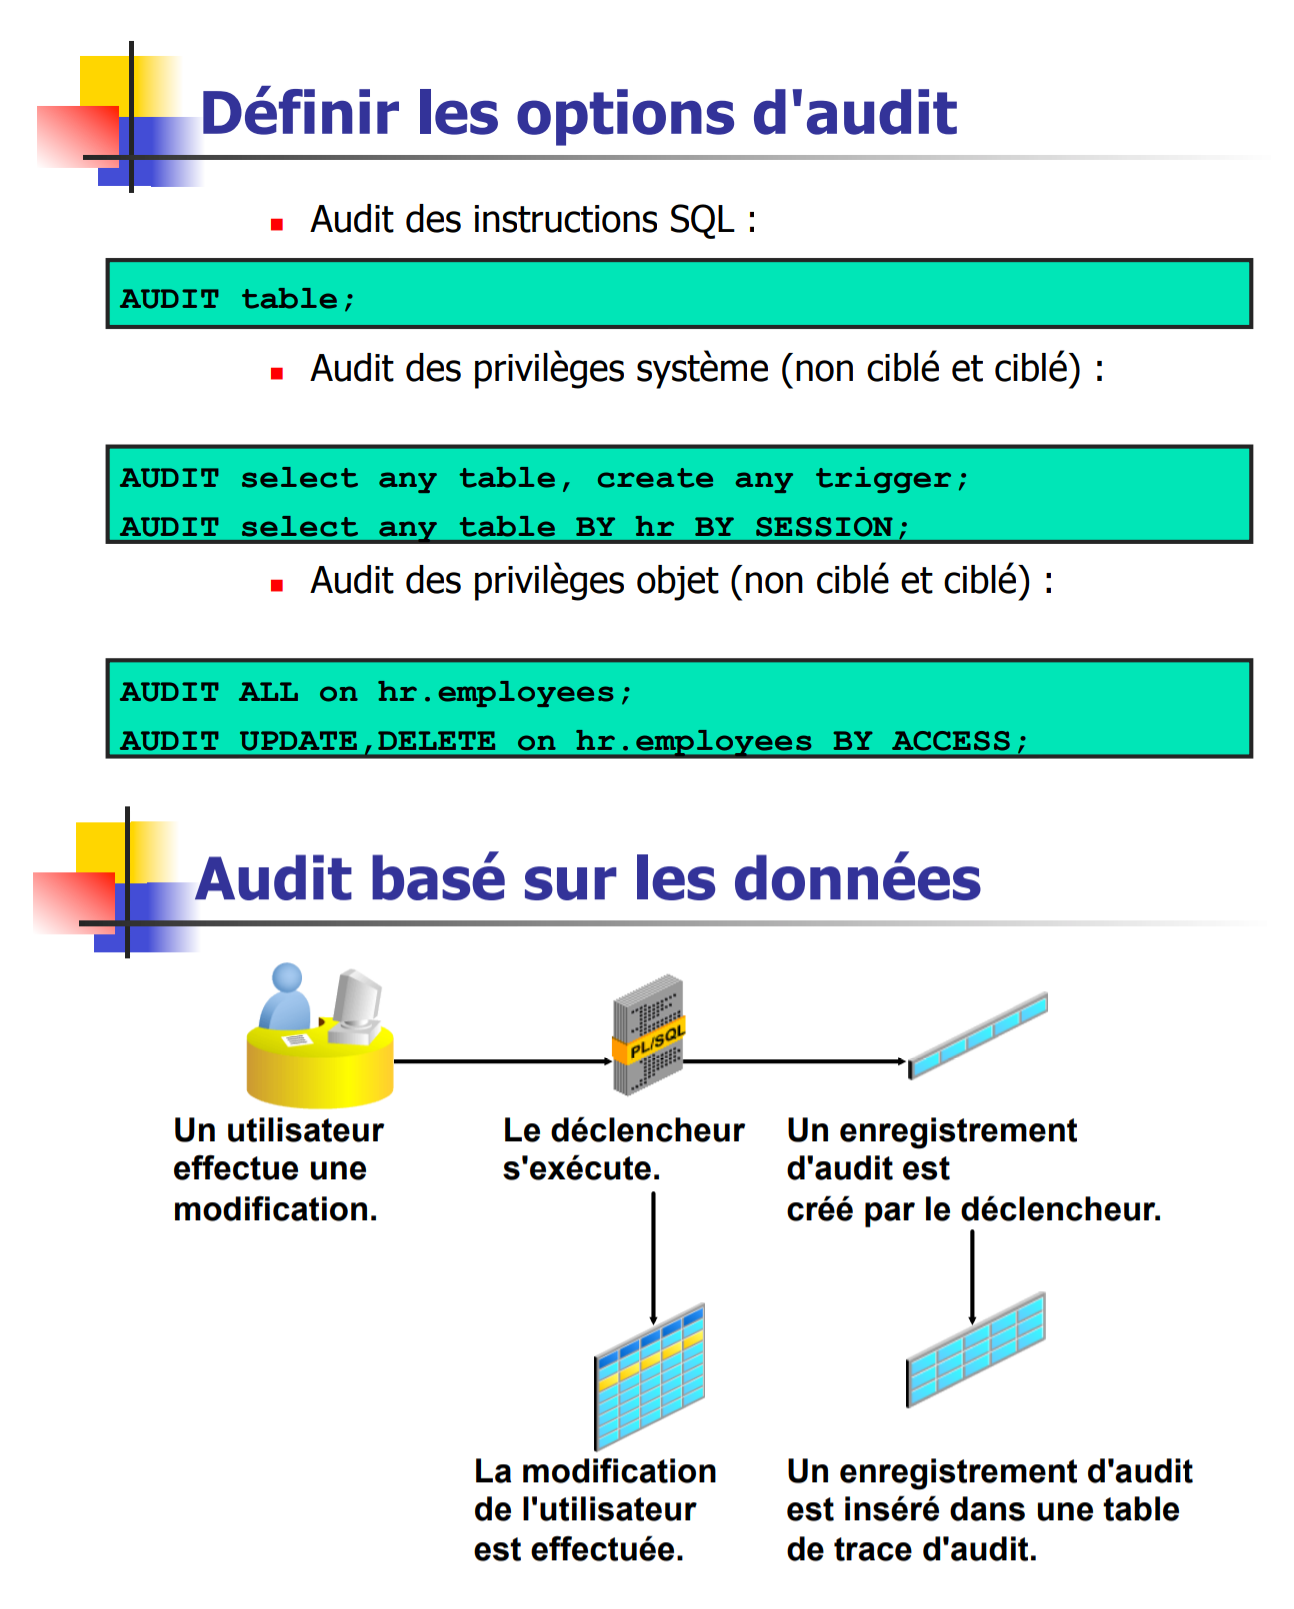 Définir les options d'audit
Audit des instructions SQL :
AUDIT table;
Audit des privilèges système (non ciblé et ciblé) :
AUDIT select any table, create any trigger;
AUDIT select any table BY hr BY SESSION;
Audit des privilèges objet (non ciblé et ciblé) :
AUDIT ALL on hr.employees;
AUDIT UPDATE,DELETE on hr.employees BY ACCESS;
Audit basé sur les données
PL/SQL
Un utilisateur
effectue une
modification.
Le déclencheur
s'exécute.
Un enregistrement
d'audit est
créé par le déclencheur.
La modification
de l'utilisateur
est effectuée.
Un enregistrement d'audit
est inséré dans une table
de trace d'audit.